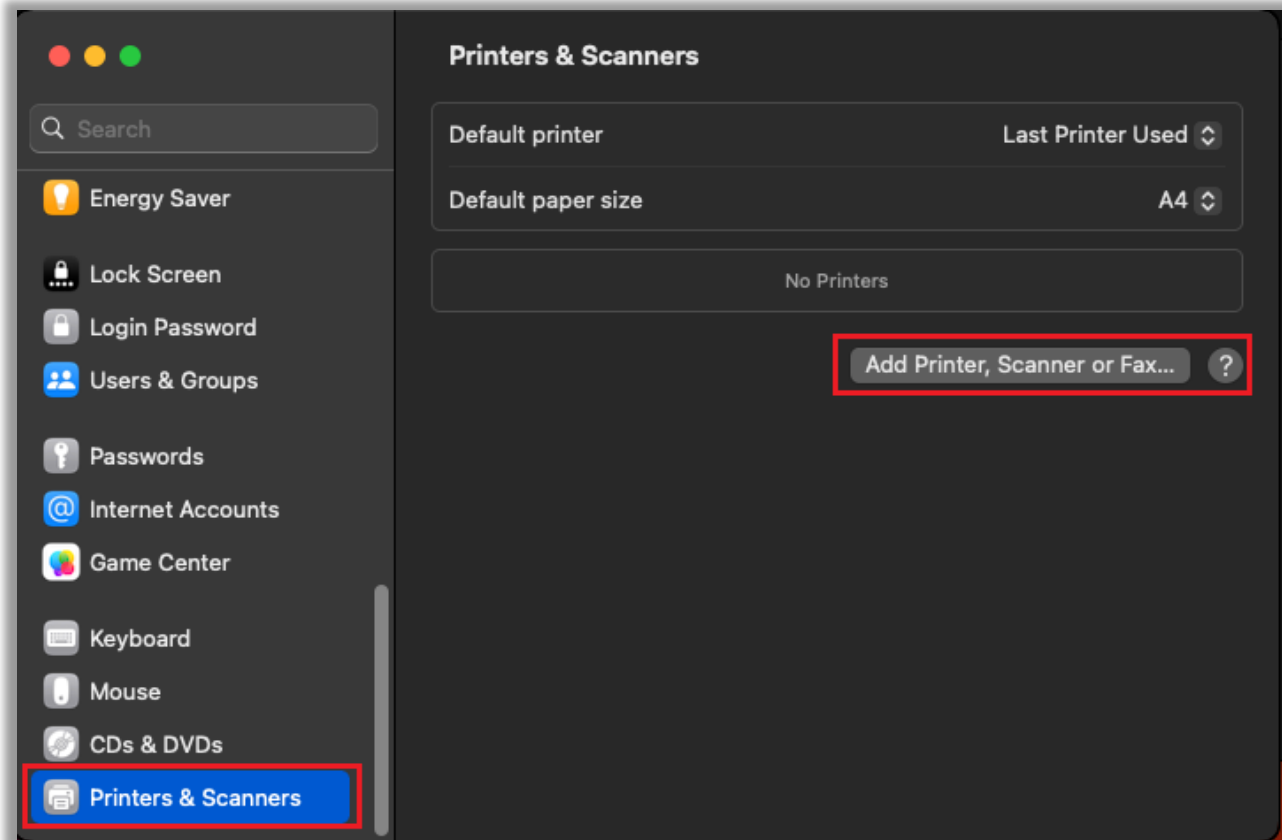 Search
Energy Saver
Lock Screen
Login Password
Users & Groups
Passwords
Internet Accounts
Game Center
Keyboard
Mouse
CDs & DVDs
Printers & Scanners
Printers & Scanners
Default printer Last Printer Used
Default paper size A4
No Printers
Add Printer, Scanner or Fax... ?